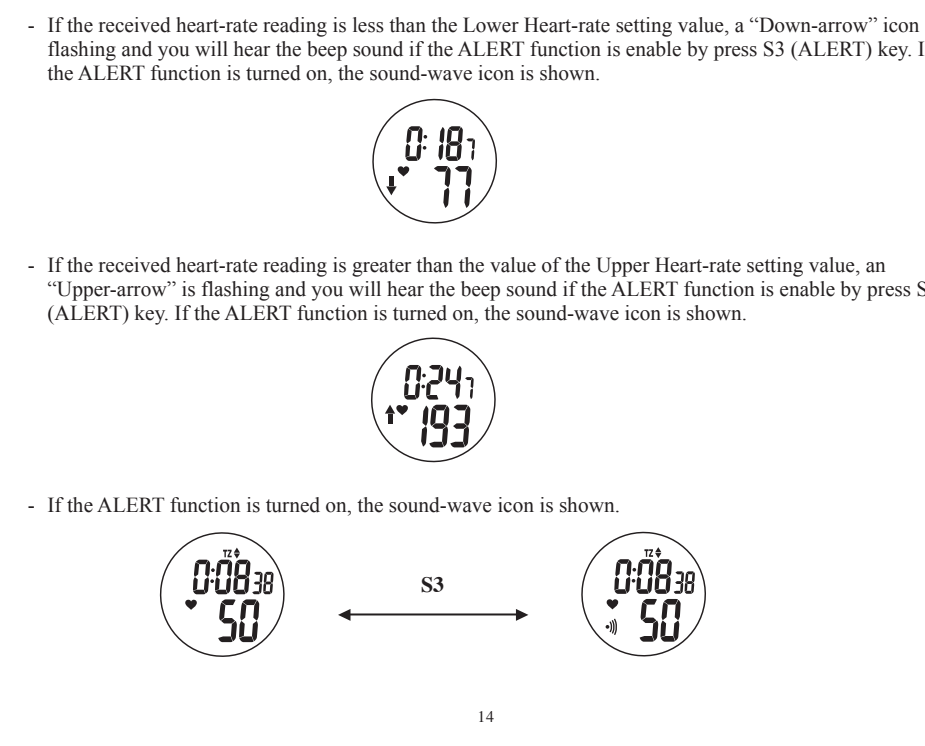 - If the received heart-rate reading is less than the Lower Heart-rate setting value, a “Down-arrow” icon
flashing and you will hear the beep sound if the ALERT function is enable by press S3 (ALERT) key. I
the ALERT function is turned on, the sound-wave icon is shown.
0:18 7
77
- If the received heart-rate reading is greater than the value of the Upper Heart-rate setting value, an
“Upper-arrow” is flashing and you will hear the beep sound if the ALERT function is enable by press S
(ALERT) key. If the ALERT function is turned on, the sound-wave icon is shown.
0:24 7
193
- If the ALERT function is turned on, the sound-wave icon is shown.
TZ
0:08 38
50
S3
TZ
0:08 38
50
14